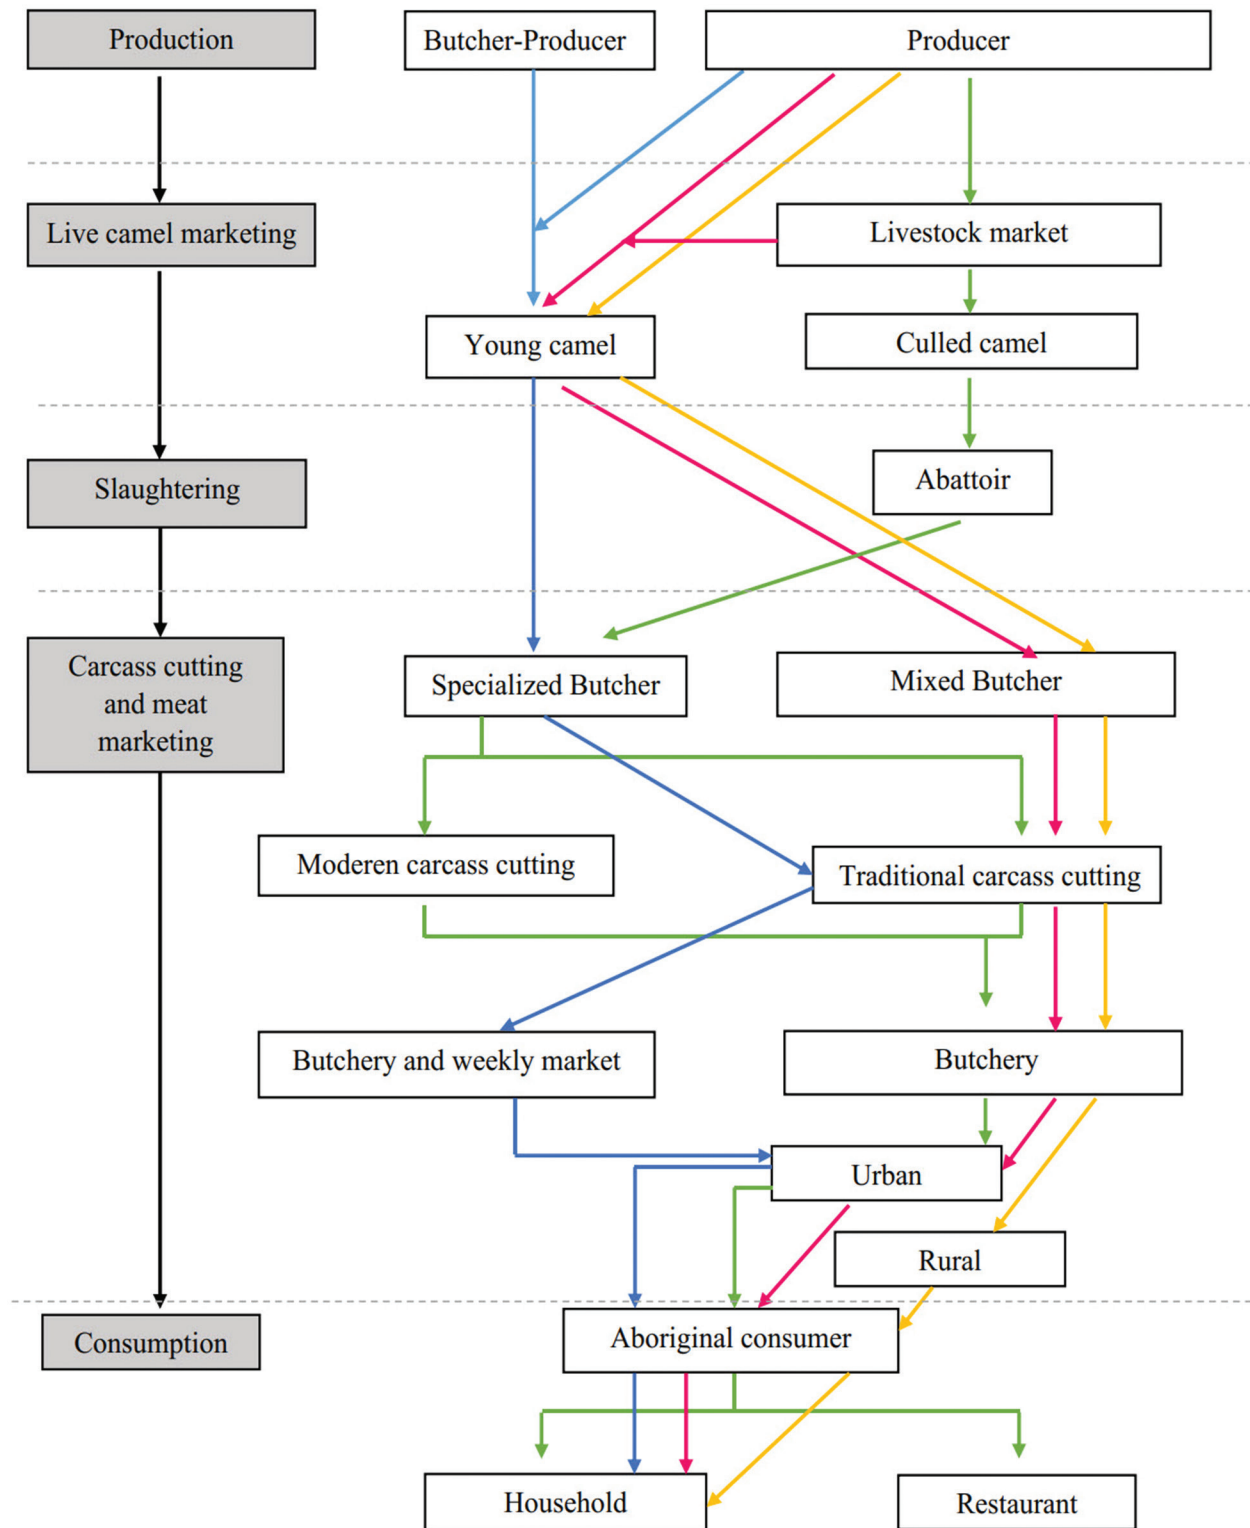 Production
Butcher-Producer
Producer
Live camel marketing
Livestock market
Young camel
Culled camel
Slaughtering
Abattoir
Carcass cutting
and meat
marketing
Specialized Butcher
Mixed Butcher
Moderen carcass cutting
Traditional carcass cutting
Butchery and weekly market
Butchery
Urban
Rural
Consumption
Aboriginal consumer
Household
Restaurant